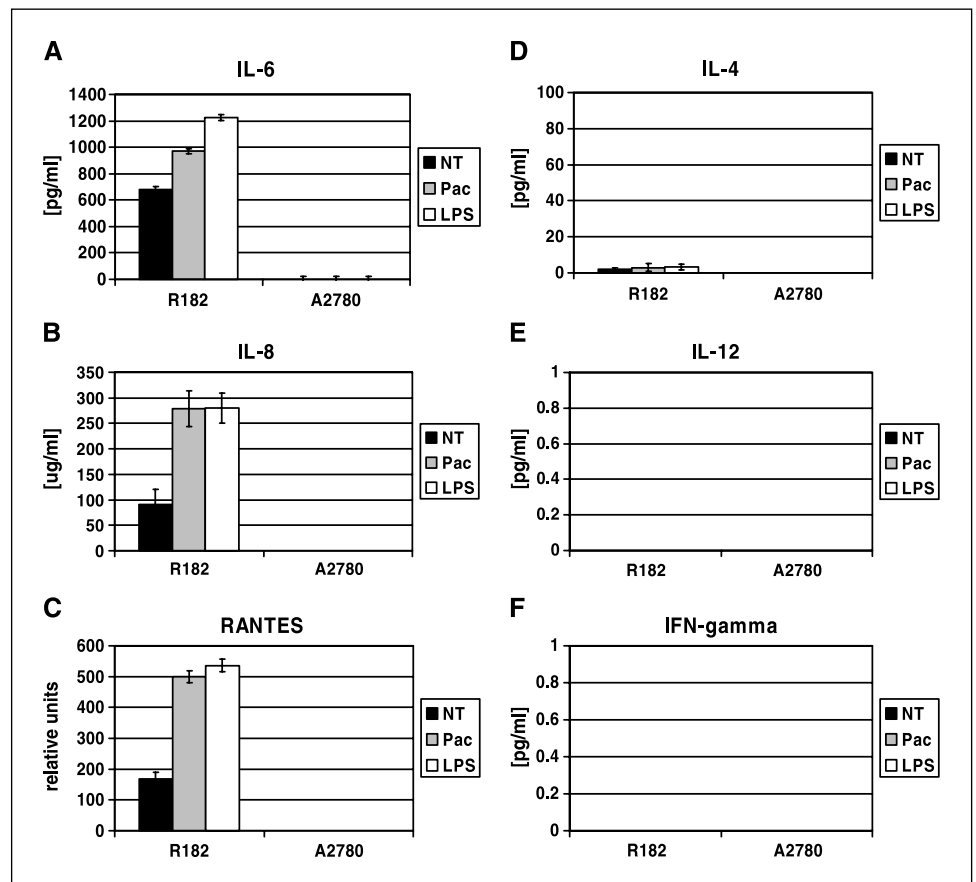 A
IL-6
[pg/ml]
1400
1200
1000
800
600
400
200
0
R182
A2780
NT
Pac
LPS
B
IL-8
[ug/ml]
350
300
250
200
150
100
50
0
R182
A2780
NT
Pac
LPS
C
RANTES
relative units
600
500
400
300
200
100
0
R182
A2780
NT
Pac
LPS
D
IL-4
[pg/ml]
100
80
60
40
20
0
R182
A2780
NT
Pac
LPS
E
IL-12
[pg/ml]
1
0.8
0.6
0.4
0.2
0
R182
A2780
NT
Pac
LPS
F
IFN-gamma
[pg/ml]
1
0.8
0.6
0.4
0.2
0
R182
A2780
NT
Pac
LPS